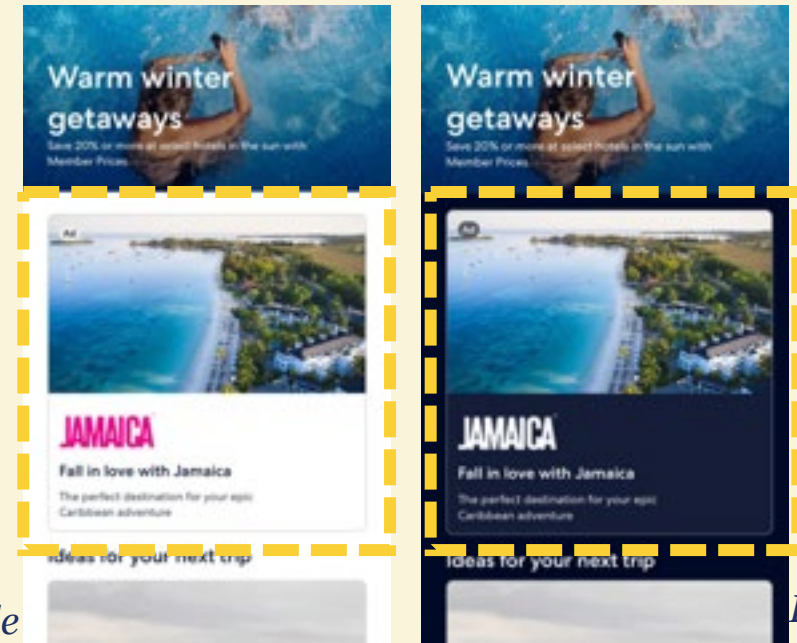 Warm winter
getaways
Save 20% or more at select hotels in the sun with
Member Prices
Ad
JAMAICA
Fall in love with Jamaica
The perfect destination for your epic
Caribbean adventure
Ideas for your next trip
Warm winter
getaways
Save 20% or more at select hotels in the sun with
Member Prices
Ad
JAMAICA
Fall in love with Jamaica
The perfect destination for your epic
Caribbean adventure
Ideas for your next trip